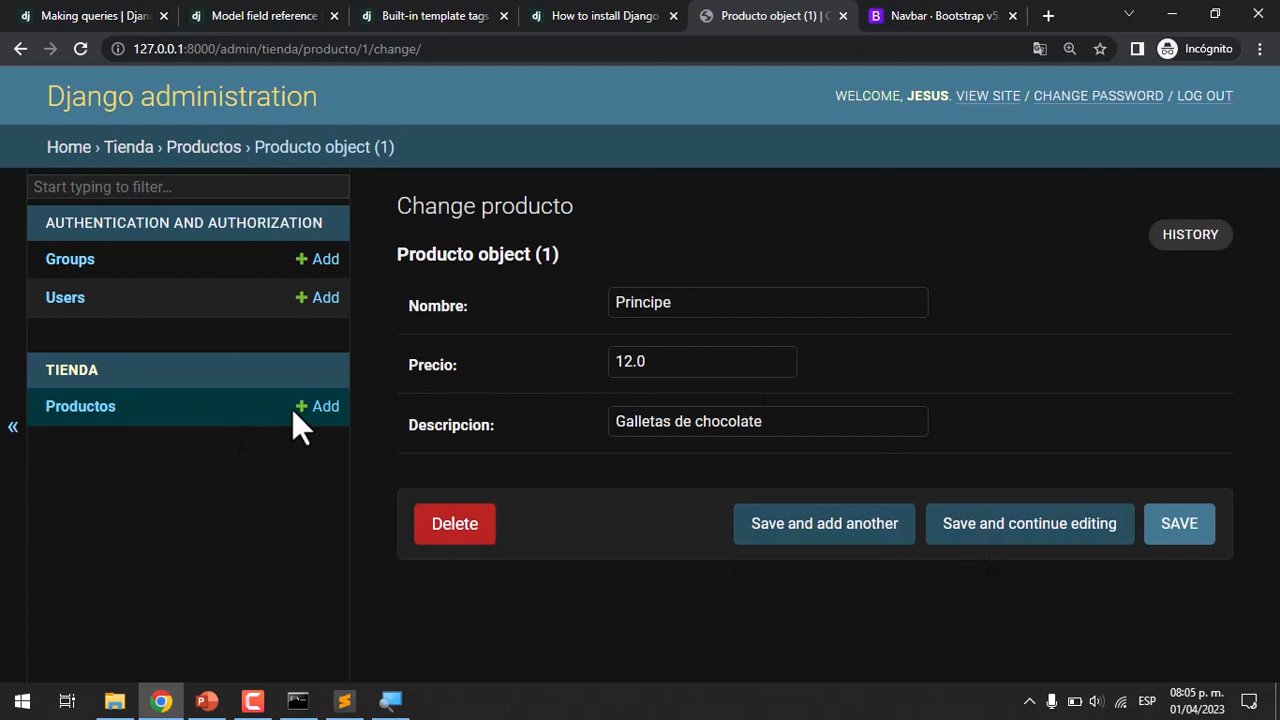 Making queries | Djan
Model field reference
Built-in template tags
How to install Django
Producto object (1) | C
Navbar · Bootstrap v5.
127.0.0.1:8000/admin/tienda/producto/1/change/
Incógnito
Django administration
WELCOME, JESUS. VIEW SITE / CHANGE PASSWORD / LOG OUT
Home › Tienda › Productos › Producto object (1)
Start typing to filter…
AUTHENTICATION AND AUTHORIZATION
Groups + Add
Users + Add
TIENDA
Productos + Add
«
Change producto
HISTORY
Producto object (1)
Nombre: Principe
Precio: 12.0
Descripcion: Galletas de chocolate
Delete
Save and add another
Save and continue editing
SAVE
ESP
08:05 p. m.
01/04/2023